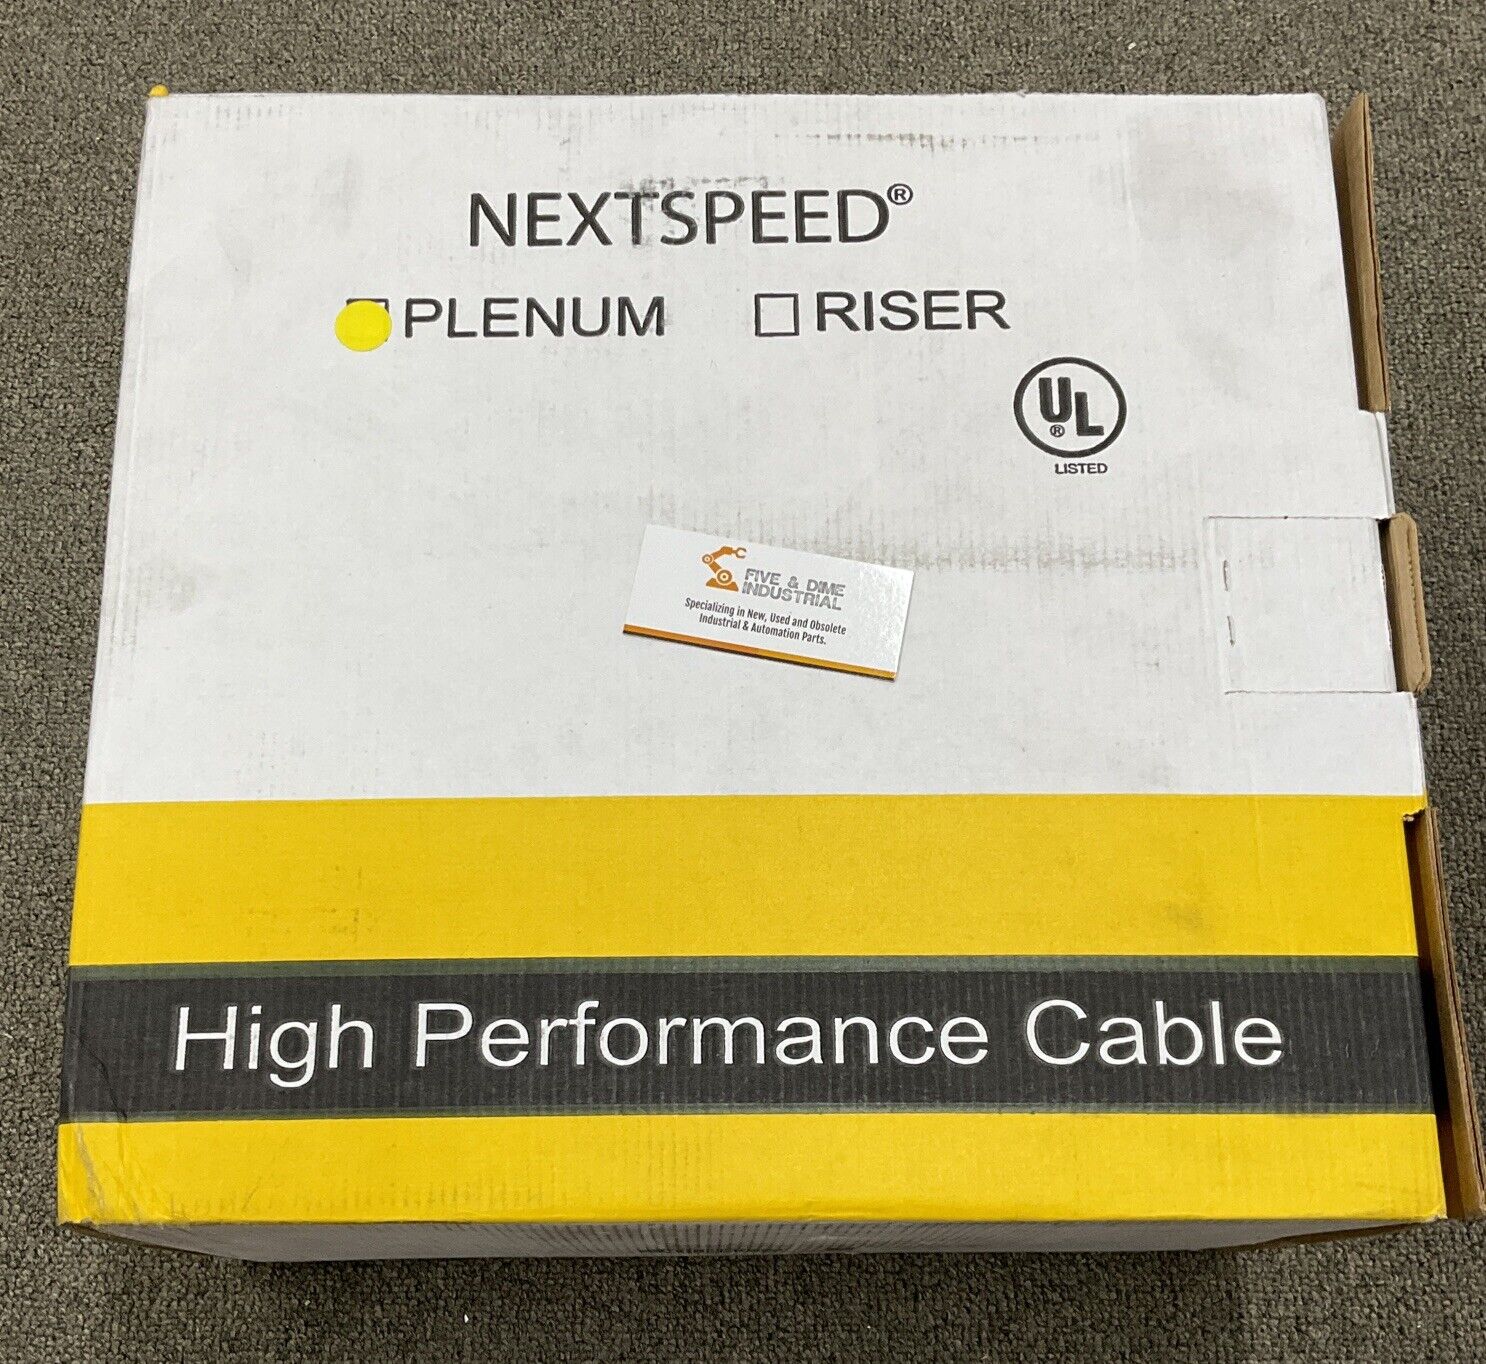 NEXTSPEED®
PLENUM RISER
UL®
LISTED
FIVE & DIME
INDUSTRIAL
Specializing in New, Used and Obsolete
Industrial & Automation Parts.
High Performance Cable